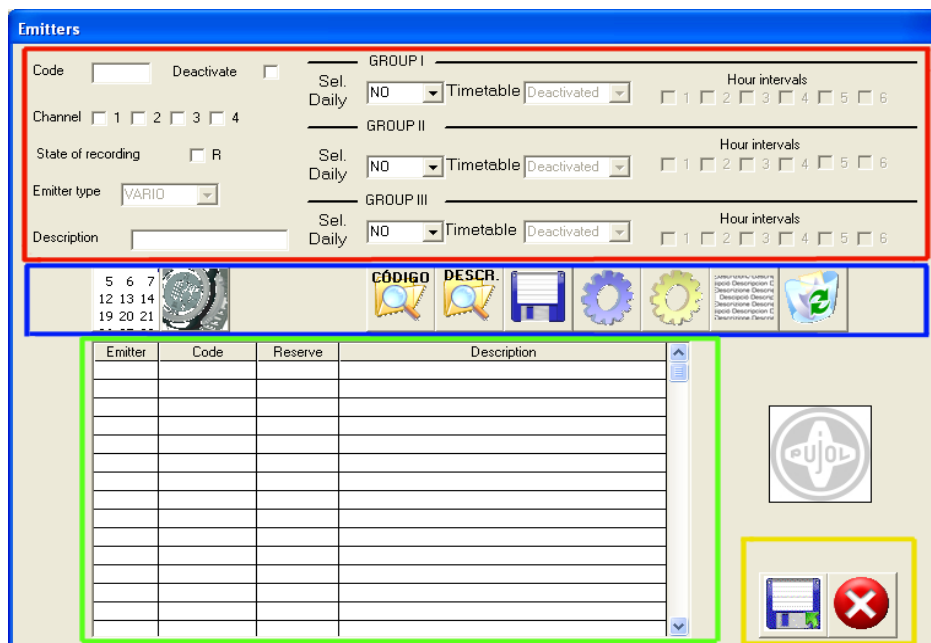 Emitters
Code Deactivate
Channel 1 2 3 4
State of recording R
Emitter type VARIO
Description
GROUP I
Sel. Daily NO Timetable Deactivated
Hour intervals
1 2 3 4 5 6
GROUP II
Sel. Daily NO Timetable Deactivated
Hour intervals
1 2 3 4 5 6
GROUP III
Sel. Daily NO Timetable Deactivated
Hour intervals
1 2 3 4 5 6
5 6 7
12 13 14
19 20 21
CÓDIGO
DESCR.
Emitter Code Reserve Description
PUJOL